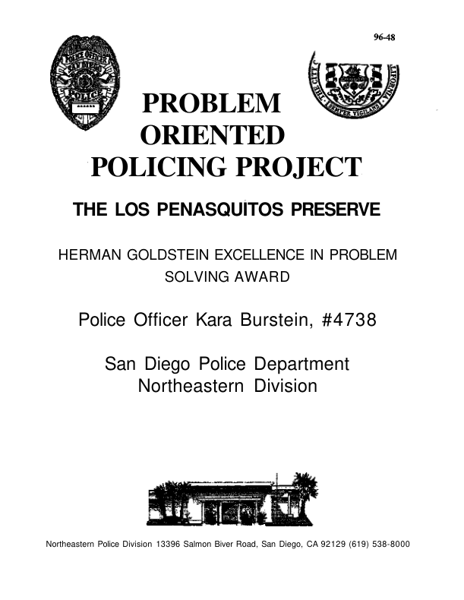 96-48
PROBLEM
ORIENTED
POLICING PROJECT
THE LOS PENASQUITOS PRESERVE
HERMAN GOLDSTEIN EXCELLENCE IN PROBLEM
SOLVING AWARD
Police Officer Kara Burstein, #4738
San Diego Police Department
Northeastern Division
Northeastern Police Division 13396 Salmon River Road, San Diego, CA 92129 (619) 538-8000